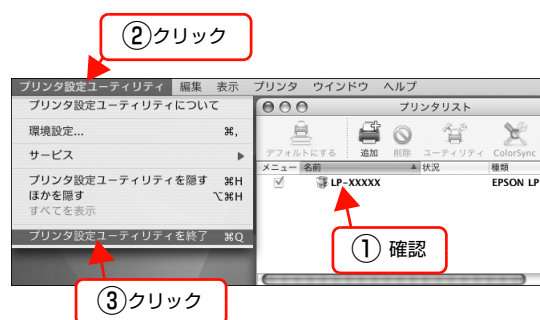 ②クリック
プリンタ設定ユーティリティ 編集 表示 プリンタ ウインドウ ヘルプ
プリンタ設定ユーティリティについて
環境設定... ⌘,
サービス ▶
プリンタ設定ユーティリティを隠す ⌘H
ほかを隠す ⌥⌘H
すべてを表示
プリンタ設定ユーティリティを終了 ⌘Q
プリンタリスト
デフォルトにする 追加 削除 ユーティリティ ColorSync
メニュー 名前 ▲ 状況 種類
LP-XXXXX EPSON LP
① 確認
③クリック